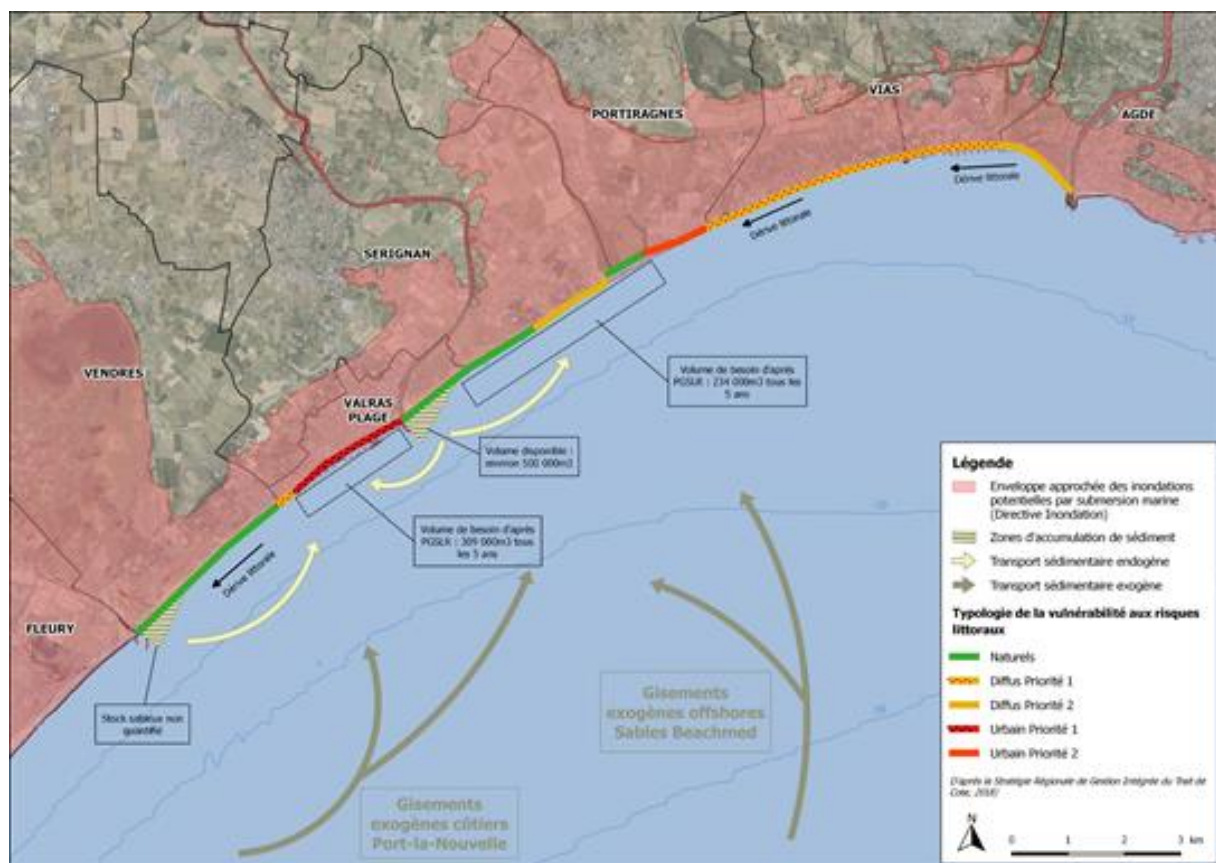 VIAS
AGDE
PORTIRAGNES
Dérive littorale
Dérive littorale
SERIGNAN
VENDRES
Volume de besoin d'après
PGSLR : 234 000m3 tous les
5 ans
VALRAS
PLAGE
Volume disponible :
environ 500 000m3
Volume de besoin d'après
PGSLR : 309 000m3 tous
les 5 ans
Dérive littorale
FLEURY
Stock sableux non
quantifié
Gisements
exogènes offshores
Sables Beachmed
Gisements
exogènes côtiers
Port-la-Nouvelle
Légende
Enveloppe approchée des inondations
potentielles par submersion marine
(Directive Inondation)
Zones d'accumulation de sédiment
Transport sédimentaire endogène
Transport sédimentaire exogène
Typologie de la vulnérabilité aux risques
littoraux
Naturels
Diffus Priorité 1
Diffus Priorité 2
Urbain Priorité 1
Urbain Priorité 2
D'après la Stratégie Régionale de Gestion Intégrée du Trait de
Cote, 2018/
N
0 1 2 3 km